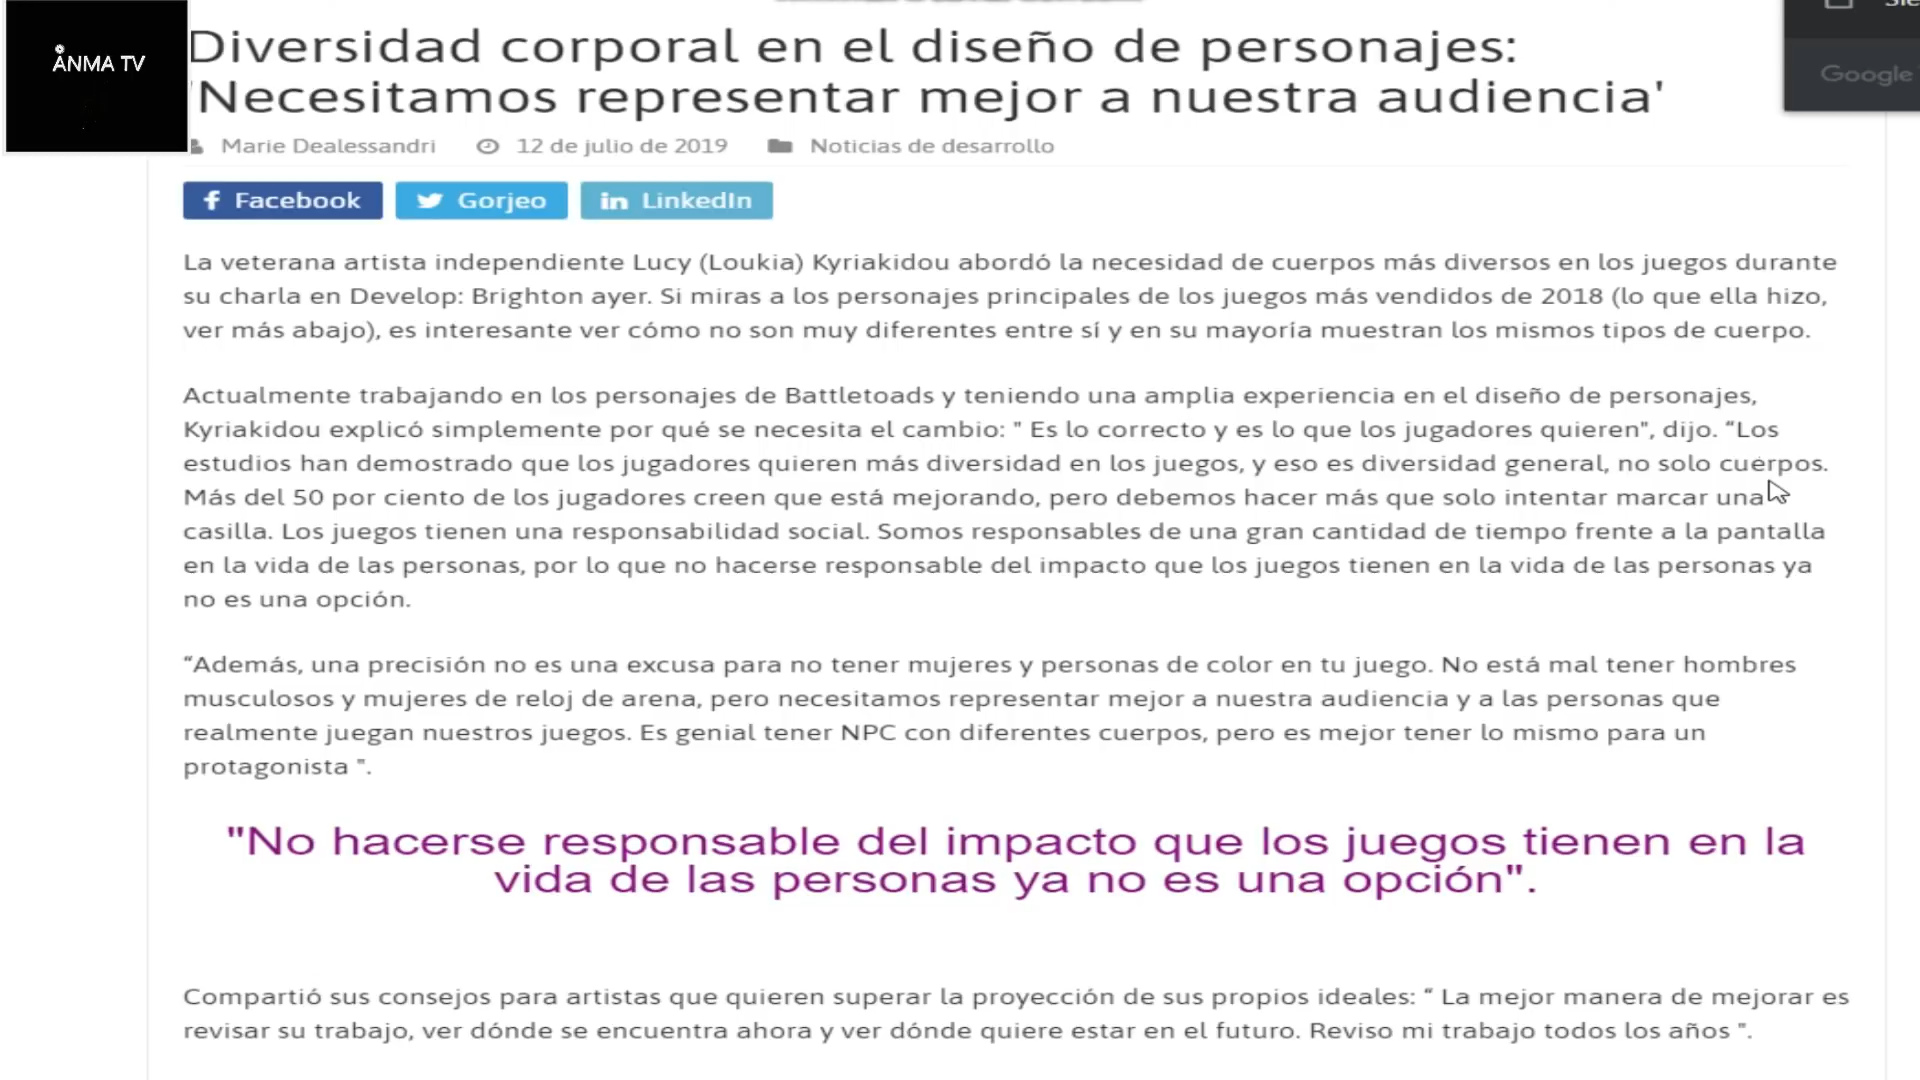 ANMA TV
Diversidad corporal en el diseño de personajes:
'Necesitamos representar mejor a nuestra audiencia'
Marie Dealessandri 12 de julio de 2019 Noticias de desarrollo
Google
Facebook Gorjeo LinkedIn
La veterana artista independiente Lucy (Loukia) Kyriakidou abordó la necesidad de cuerpos más diversos en los juegos durante
su charla en Develop: Brighton ayer. Si miras a los personajes principales de los juegos más vendidos de 2018 (lo que ella hizo,
ver más abajo), es interesante ver cómo no son muy diferentes entre sí y en su mayoría muestran los mismos tipos de cuerpo.
Actualmente trabajando en los personajes de Battletoads y teniendo una amplia experiencia en el diseño de personajes,
Kyriakidou explicó simplemente por qué se necesita el cambio: " Es lo correcto y es lo que los jugadores quieren", dijo. “Los
estudios han demostrado que los jugadores quieren más diversidad en los juegos, y eso es diversidad general, no solo cuerpos.
Más del 50 por ciento de los jugadores creen que está mejorando, pero debemos hacer más que solo intentar marcar una
casilla. Los juegos tienen una responsabilidad social. Somos responsables de una gran cantidad de tiempo frente a la pantalla
en la vida de las personas, por lo que no hacerse responsable del impacto que los juegos tienen en la vida de las personas ya
no es una opción.
“Además, una precisión no es una excusa para no tener mujeres y personas de color en tu juego. No está mal tener hombres
musculosos y mujeres de reloj de arena, pero necesitamos representar mejor a nuestra audiencia y a las personas que
realmente juegan nuestros juegos. Es genial tener NPC con diferentes cuerpos, pero es mejor tener lo mismo para un
protagonista ".
"No hacerse responsable del impacto que los juegos tienen en la
vida de las personas ya no es una opción".
Compartió sus consejos para artistas que quieren superar la proyección de sus propios ideales: “ La mejor manera de mejorar es
revisar su trabajo, ver dónde se encuentra ahora y ver dónde quiere estar en el futuro. Reviso mi trabajo todos los años ".